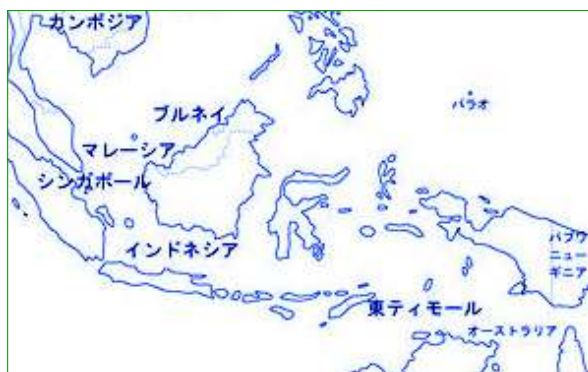 カンボジア
ブルネイ
パラオ
マレーシア
シンガポール
インドネシア
パプワ
ニュー
ギニア
東ティモール
オーストラリア